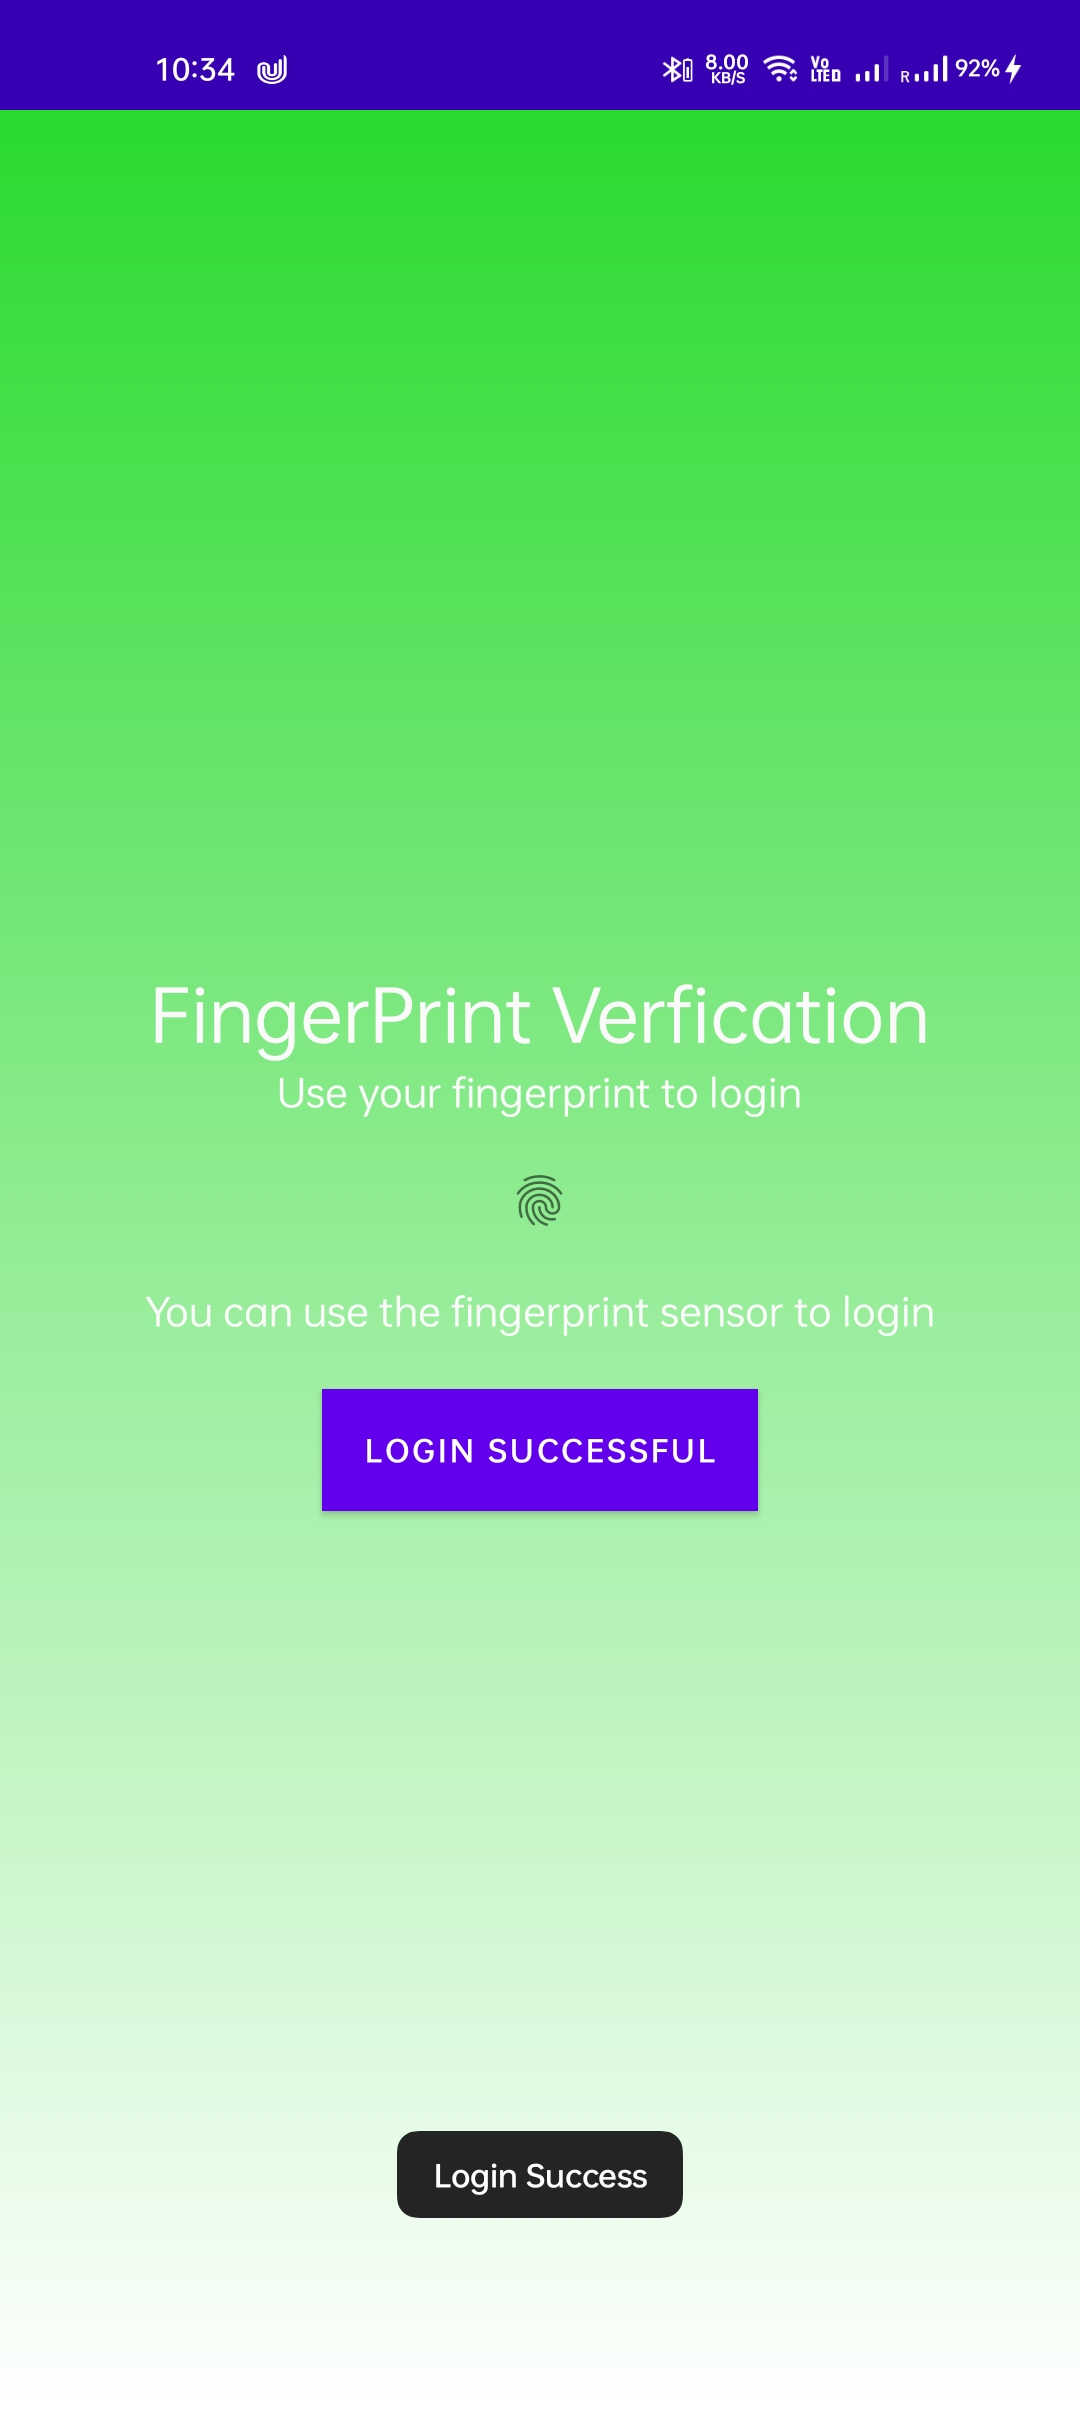 10:34
8.00
KB/S
Vo
LTE D
R
92%
FingerPrint Verfication
Use your fingerprint to login
You can use the fingerprint sensor to login
LOGIN SUCCESSFUL
Login Success